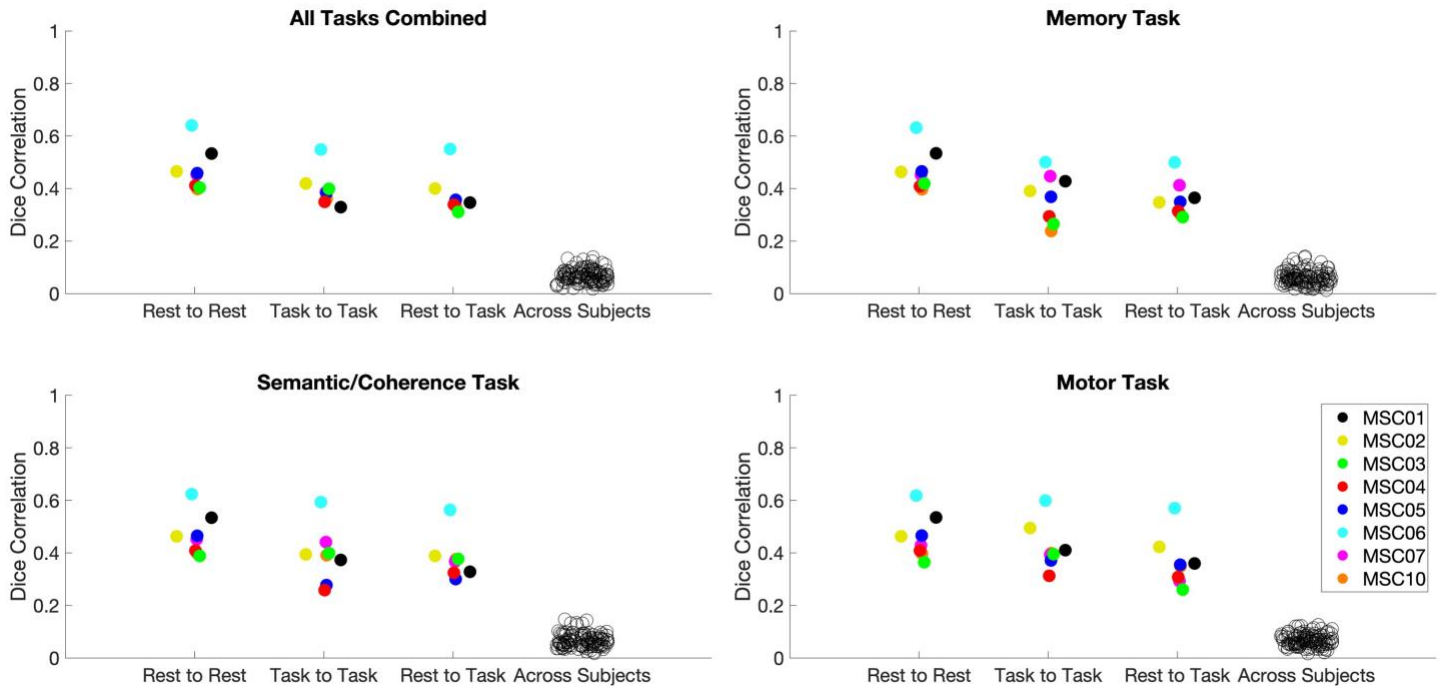 All Tasks Combined
Dice Correlation
1
0.8
0.6
0.4
0.2
0
Rest to Rest Task to Task Rest to Task Across Subjects
Memory Task
Dice Correlation
1
0.8
0.6
0.4
0.2
0
Rest to Rest Task to Task Rest to Task Across Subjects
Semantic/Coherence Task
Dice Correlation
1
0.8
0.6
0.4
0.2
0
Rest to Rest Task to Task Rest to Task Across Subjects
Motor Task
Dice Correlation
1
0.8
0.6
0.4
0.2
0
Rest to Rest Task to Task Rest to Task Across Subjects
MSC01
MSC02
MSC03
MSC04
MSC05
MSC06
MSC07
MSC10